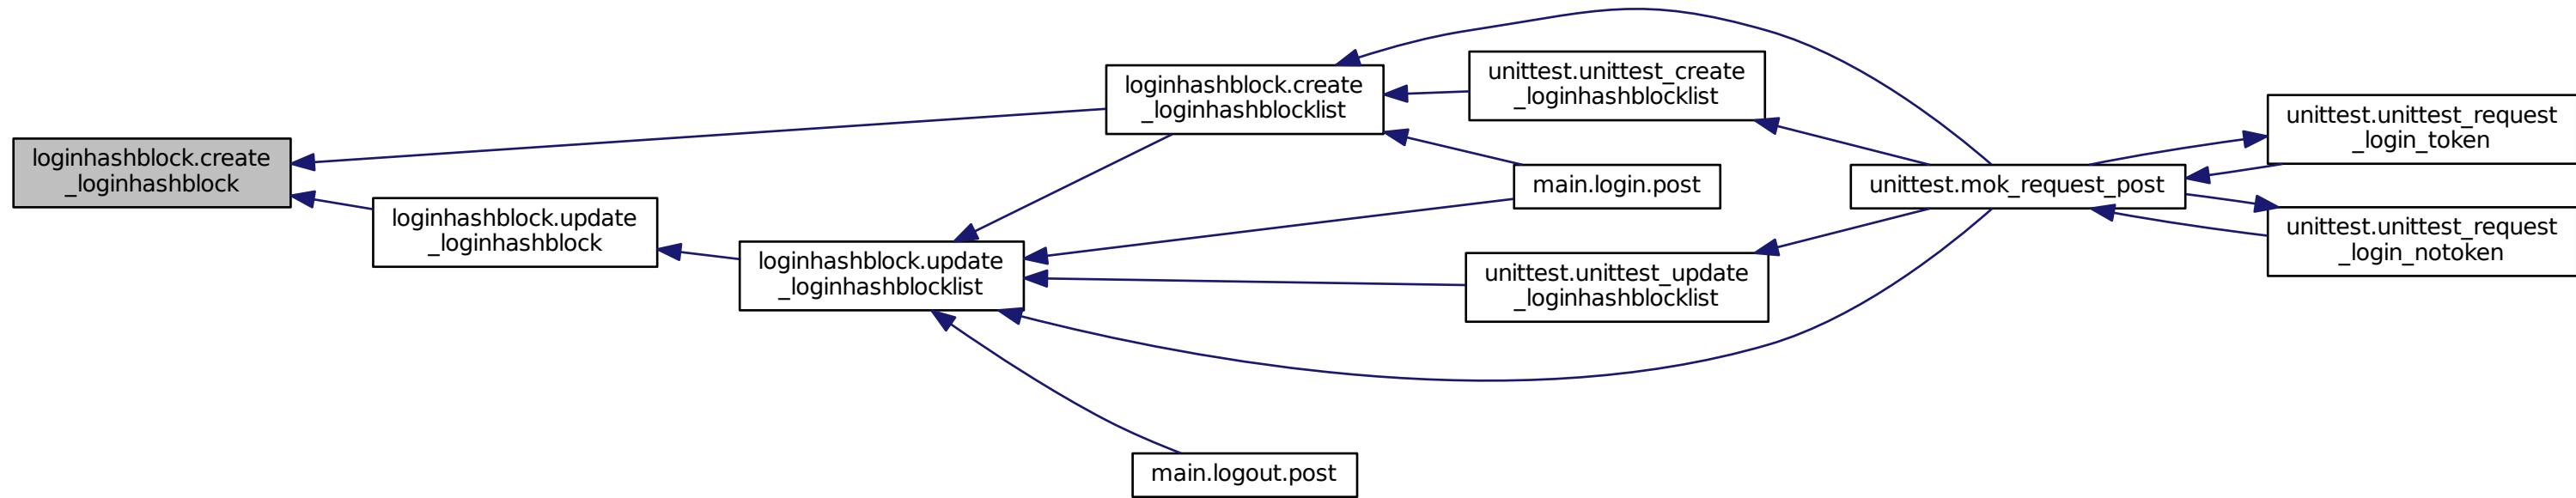 loginhashblock.create
_loginhashblock
loginhashblock.update
_loginhashblock
loginhashblock.update
_loginhashblocklist
loginhashblock.create
_loginhashblocklist
main.logout.post
unittest.unittest_create
_loginhashblocklist
main.login.post
unittest.unittest_update
_loginhashblocklist
unittest.mok_request_post
unittest.unittest_request
_login_token
unittest.unittest_request
_login_notoken